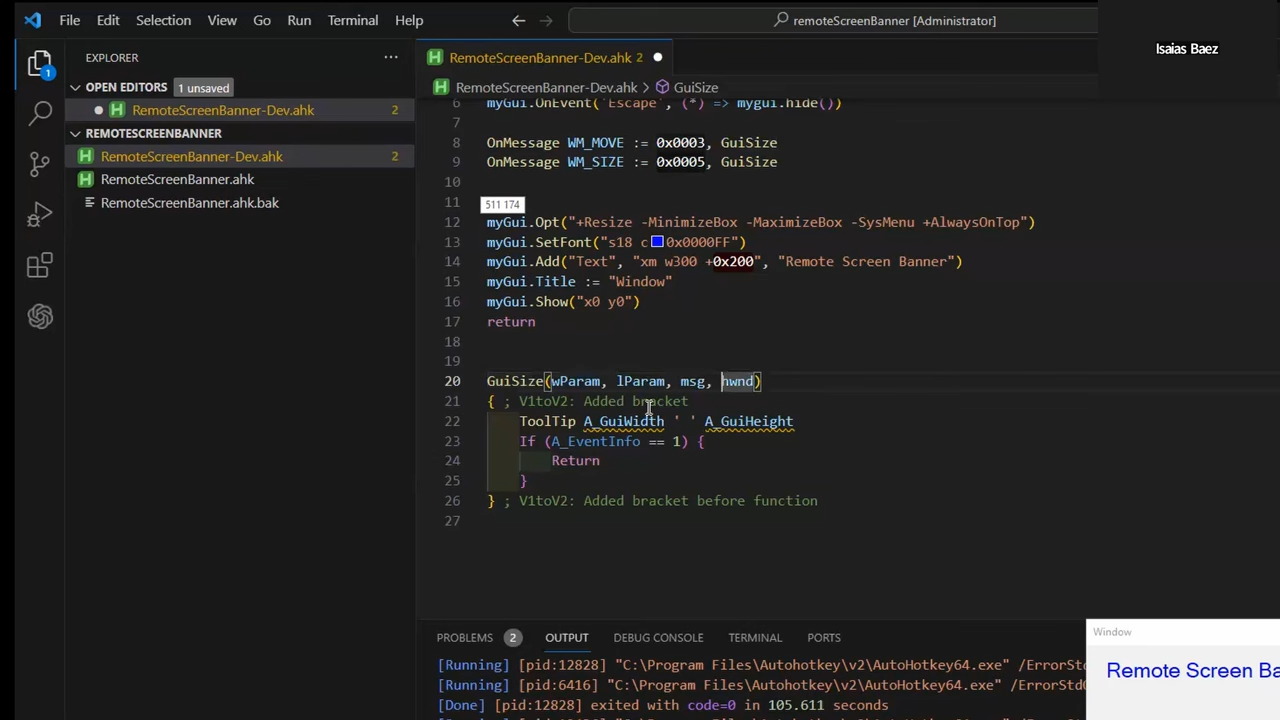 File Edit Selection View Go Run Terminal Help
remoteScreenBanner [Administrator]
Isaias Baez
EXPLORER
1
OPEN EDITORS 1 unsaved
RemoteScreenBanner-Dev.ahk 2
REMOTESCREENBANNER
RemoteScreenBanner-Dev.ahk 2
RemoteScreenBanner.ahk
RemoteScreenBanner.ahk.bak
RemoteScreenBanner-Dev.ahk 2
RemoteScreenBanner-Dev.ahk > GuiSize
6 myGui.OnEvent('Escape', (*) => mygui.hide())
7
8 OnMessage WM_MOVE := 0x0003, GuiSize
9 OnMessage WM_SIZE := 0x0005, GuiSize
10
11
511 174
12 myGui.Opt("+Resize -MinimizeBox -MaximizeBox -SysMenu +AlwaysOnTop")
13 myGui.SetFont("s18 c0x0000FF")
14 myGui.Add("Text", "xm w300 +0x200", "Remote Screen Banner")
15 myGui.Title := "Window"
16 myGui.Show("x0 y0")
17 return
18
19
20 GuiSize(wParam, lParam, msg, hwnd)
21 { ; V1toV2: Added bracket
22 ToolTip A_GuiWidth ' ' A_GuiHeight
23 If (A_EventInfo == 1) {
24 Return
25 }
26 } ; V1toV2: Added bracket before function
27
PROBLEMS 2 OUTPUT DEBUG CONSOLE TERMINAL PORTS
[Running] [pid:12828] "C:\Program Files\Autohotkey\v2\AutoHotkey64.exe" /ErrorStd
[Running] [pid:6416] "C:\Program Files\Autohotkey\v2\AutoHotkey64.exe" /ErrorStdO
[Done] [pid:12828] exited with code=0 in 105.611 seconds
Window
Remote Screen Ba